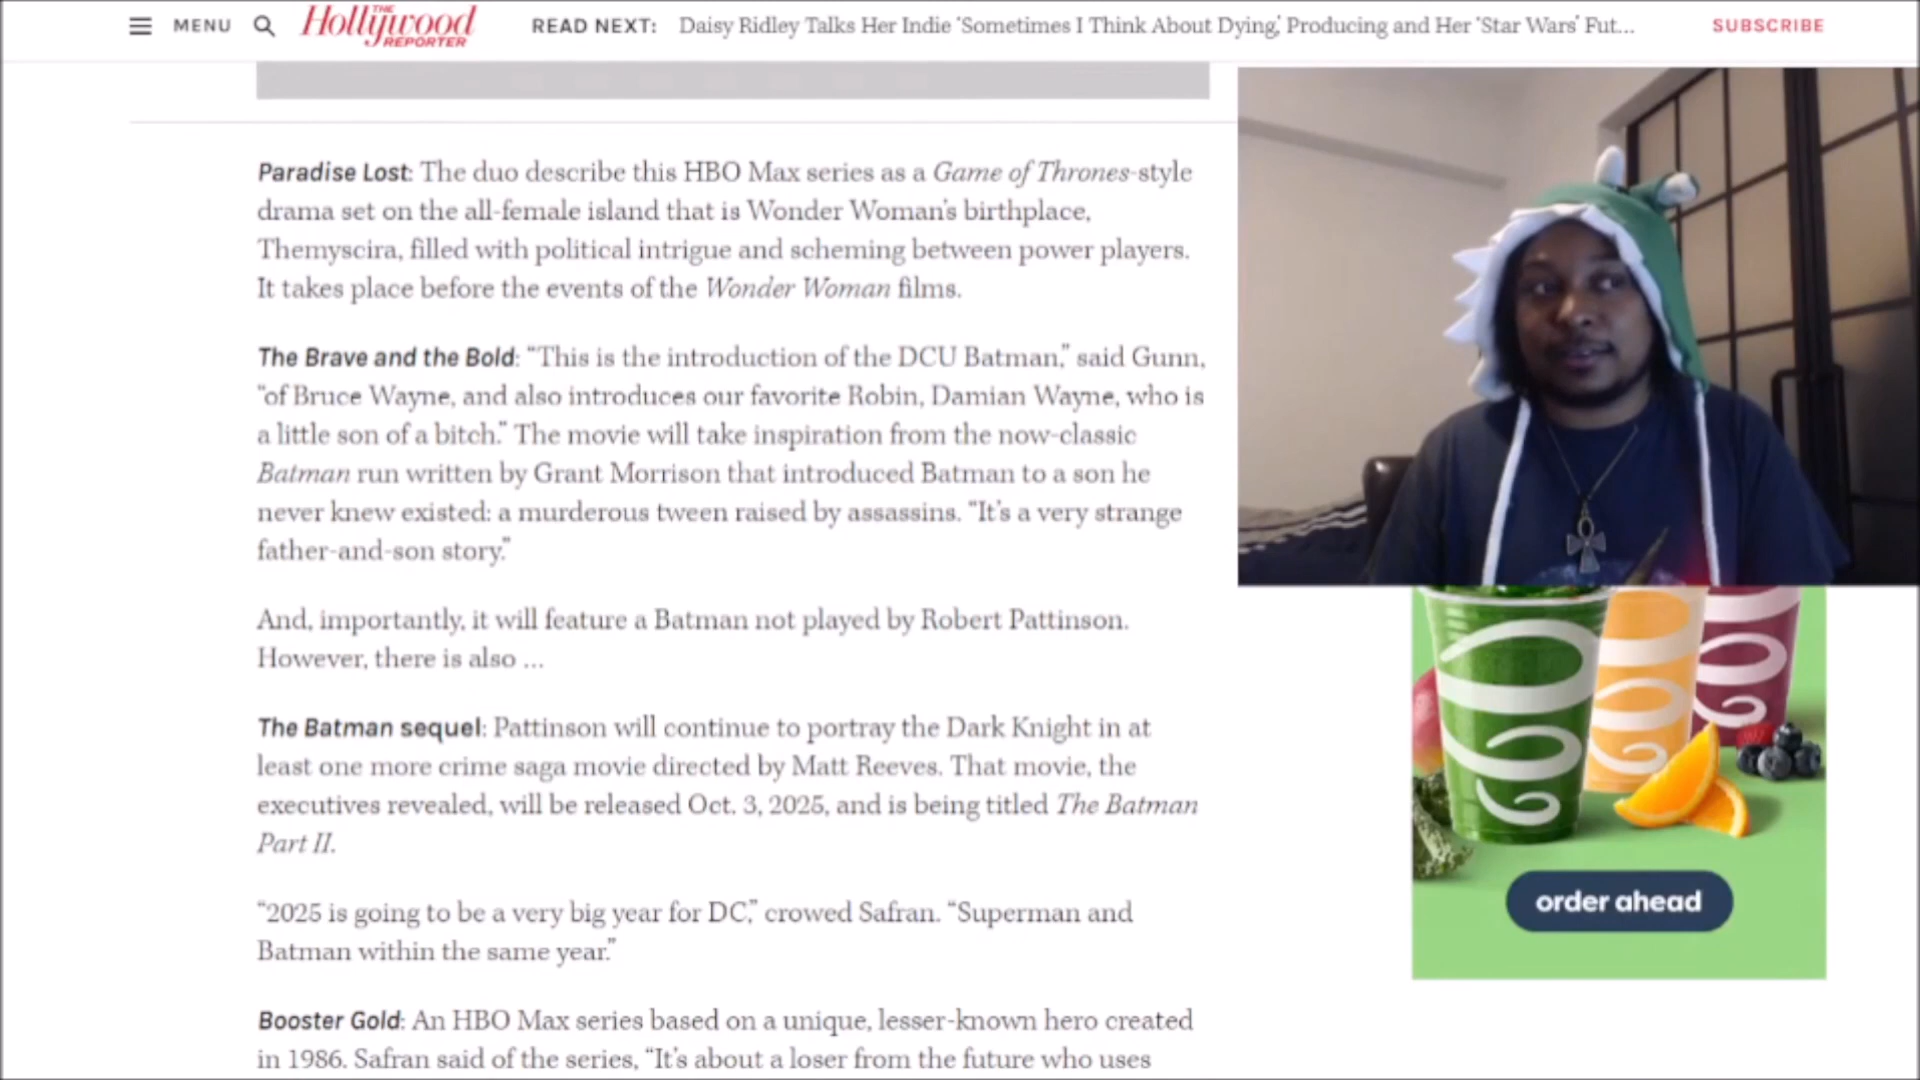 MENU
THE
Hollywood
REPORTER
READ NEXT: Daisy Ridley Talks Her Indie ‘Sometimes I Think About Dying,’ Producing and Her ‘Star Wars’ Fut...
SUBSCRIBE
Paradise Lost: The duo describe this HBO Max series as a Game of Thrones-style
drama set on the all-female island that is Wonder Woman’s birthplace,
Themyscira, filled with political intrigue and scheming between power players.
It takes place before the events of the Wonder Woman films.
The Brave and the Bold: “This is the introduction of the DCU Batman,” said Gunn,
“of Bruce Wayne, and also introduces our favorite Robin, Damian Wayne, who is
a little son of a bitch.” The movie will take inspiration from the now-classic
Batman run written by Grant Morrison that introduced Batman to a son he
never knew existed: a murderous tween raised by assassins. “It’s a very strange
father-and-son story.”
And, importantly, it will feature a Batman not played by Robert Pattinson.
However, there is also ...
The Batman sequel: Pattinson will continue to portray the Dark Knight in at
least one more crime saga movie directed by Matt Reeves. That movie, the
executives revealed, will be released Oct. 3, 2025, and is being titled The Batman
Part II.
“2025 is going to be a very big year for DC,” crowed Safran. “Superman and
Batman within the same year.”
Booster Gold: An HBO Max series based on a unique, lesser-known hero created
in 1986. Safran said of the series, “It’s about a loser from the future who uses
order ahead